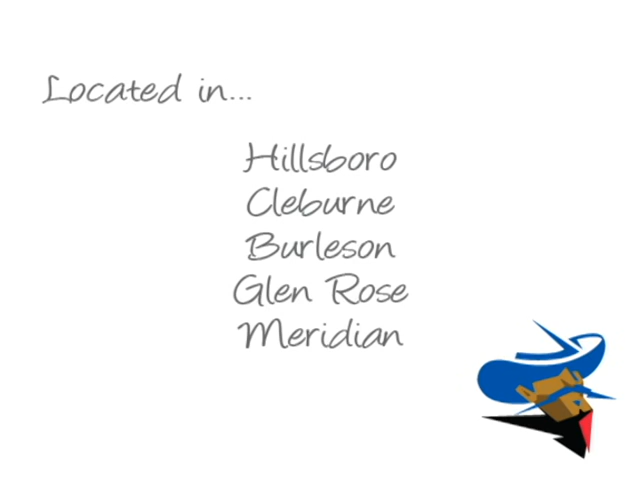 Located in...
Hillsboro
Cleburne
Burleson
Glen Rose
Meridian